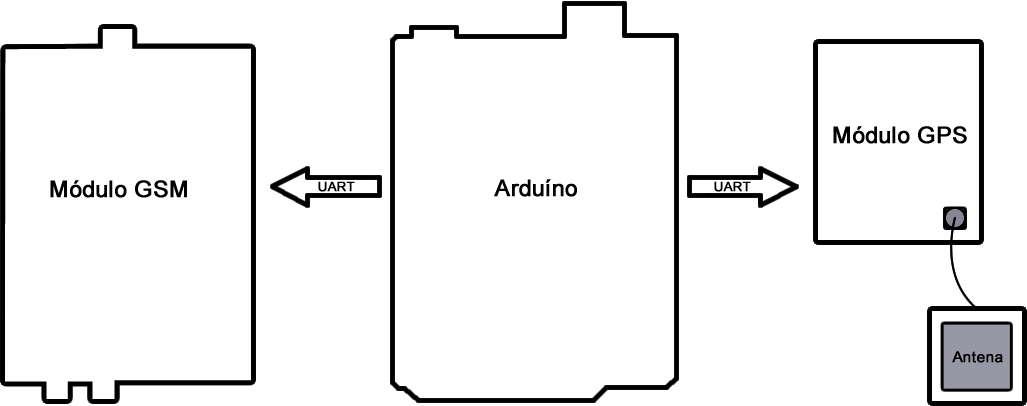 Módulo GSM
UART
Arduíno
UART
Módulo GPS
Antena